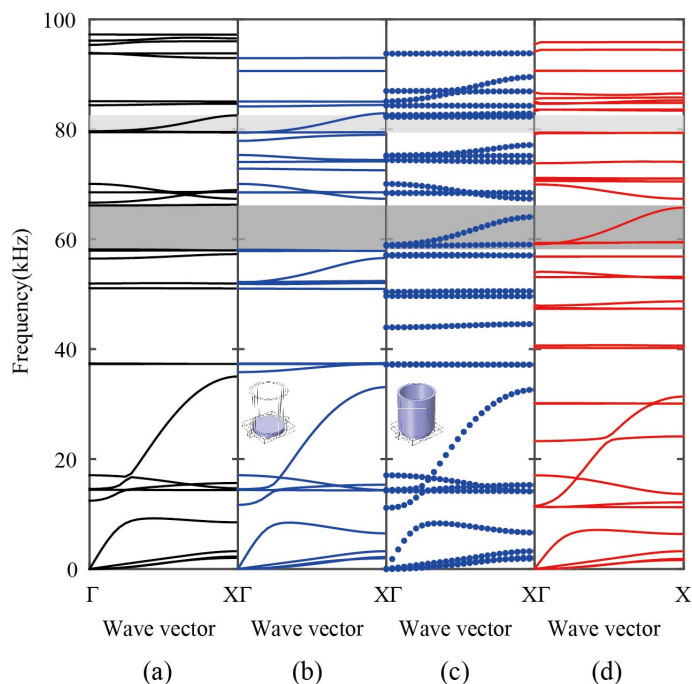 100
80
60
40
20
0
Frequency(kHz)
Γ XΓ XΓ XΓ X
Wave vector Wave vector Wave vector Wave vector
(a) (b) (c) (d)